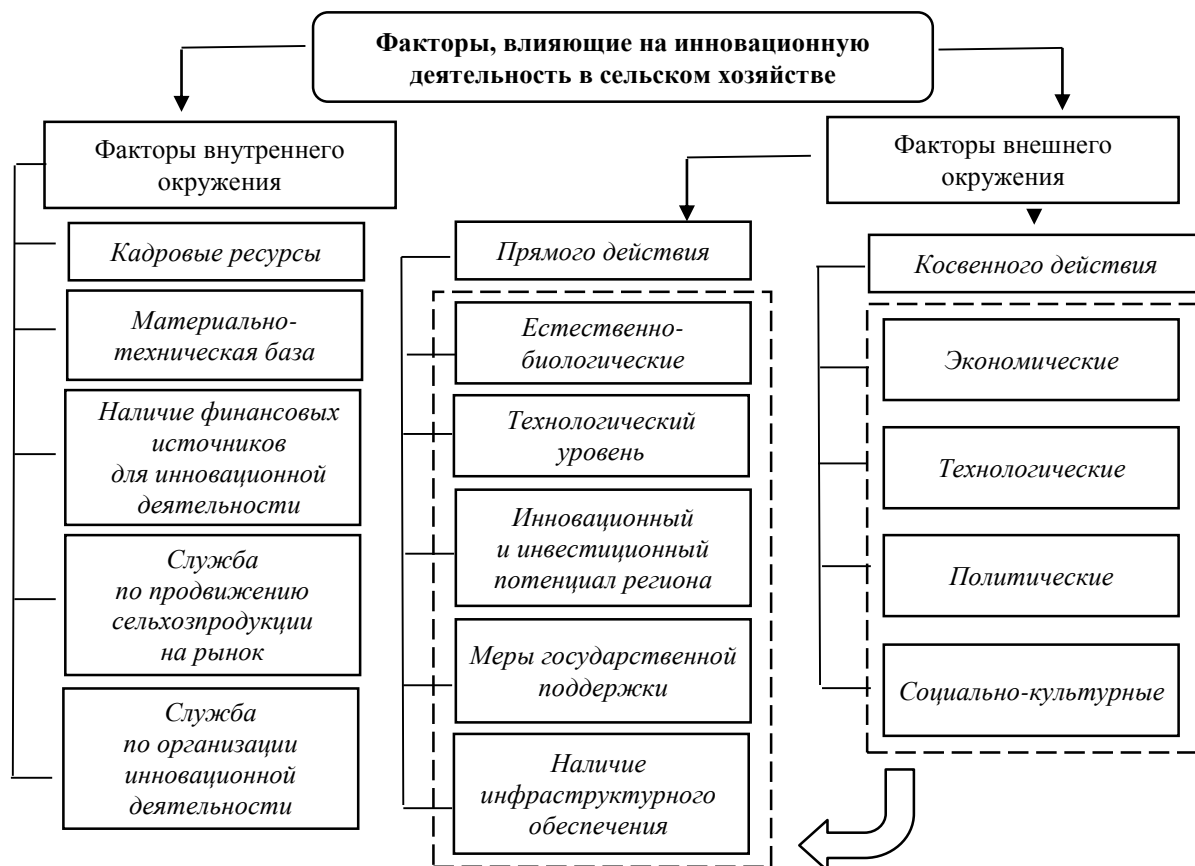 Факторы, влияющие на инновационную
деятельность в сельском хозяйстве
Факторы внутреннего
окружения
Кадровые ресурсы
Материально-
техническая база
Наличие финансовых
источников
для инновационной
деятельности
Служба
по продвижению
сельхозпродукции
на рынок
Служба
по организации
инновационной
деятельности
Факторы внешнего
окружения
Прямого действия
Естественно-
биологические
Технологический
уровень
Инновационный
и инвестиционный
потенциал региона
Меры государственной
поддержки
Наличие
инфраструктурного
обеспечения
Косвенного действия
Экономические
Технологические
Политические
Социально-культурные